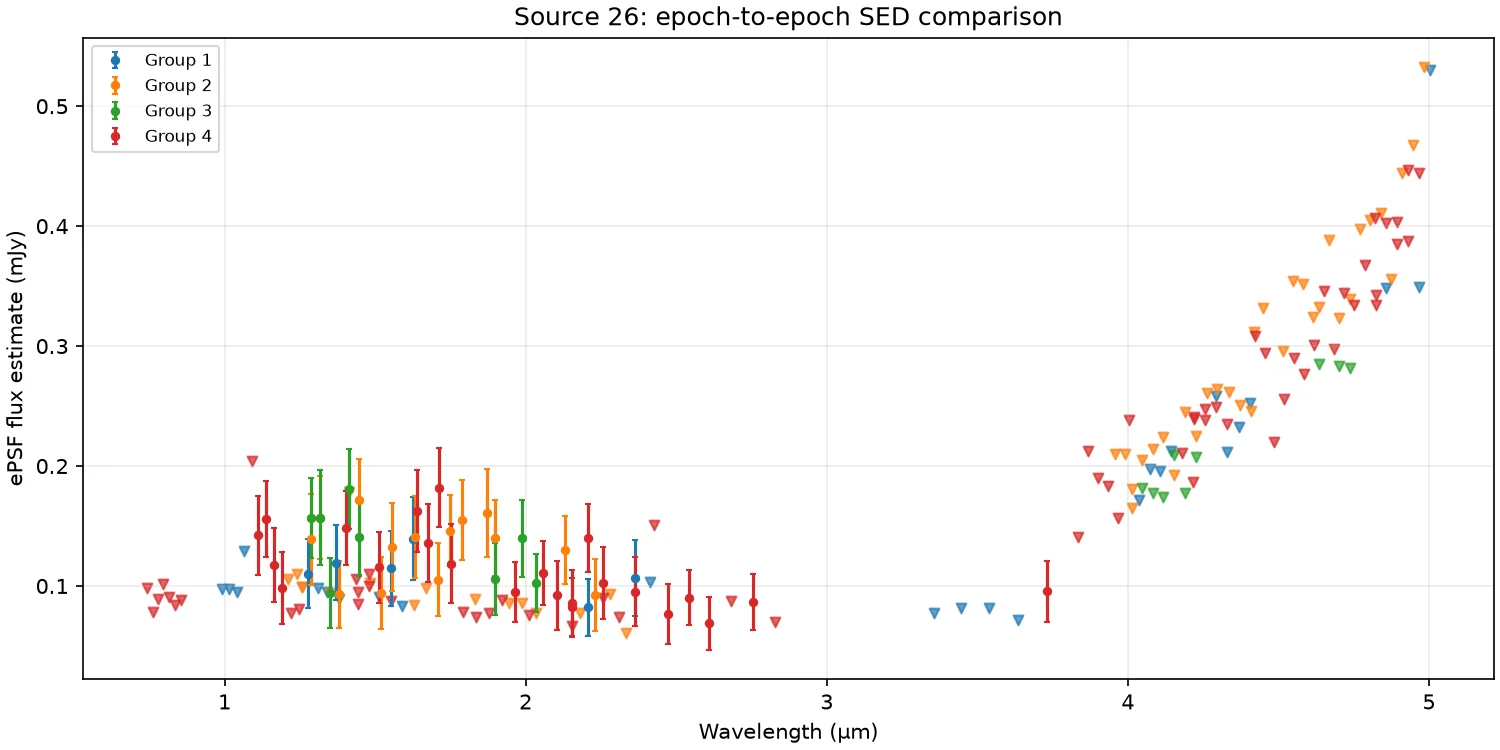 Source 26: epoch-to-epoch SED comparison
Group 1
Group 2
Group 3
Group 4
ePSF flux estimate (mJy)
0.5
0.4
0.3
0.2
0.1
1 2 3 4 5
Wavelength (μm)